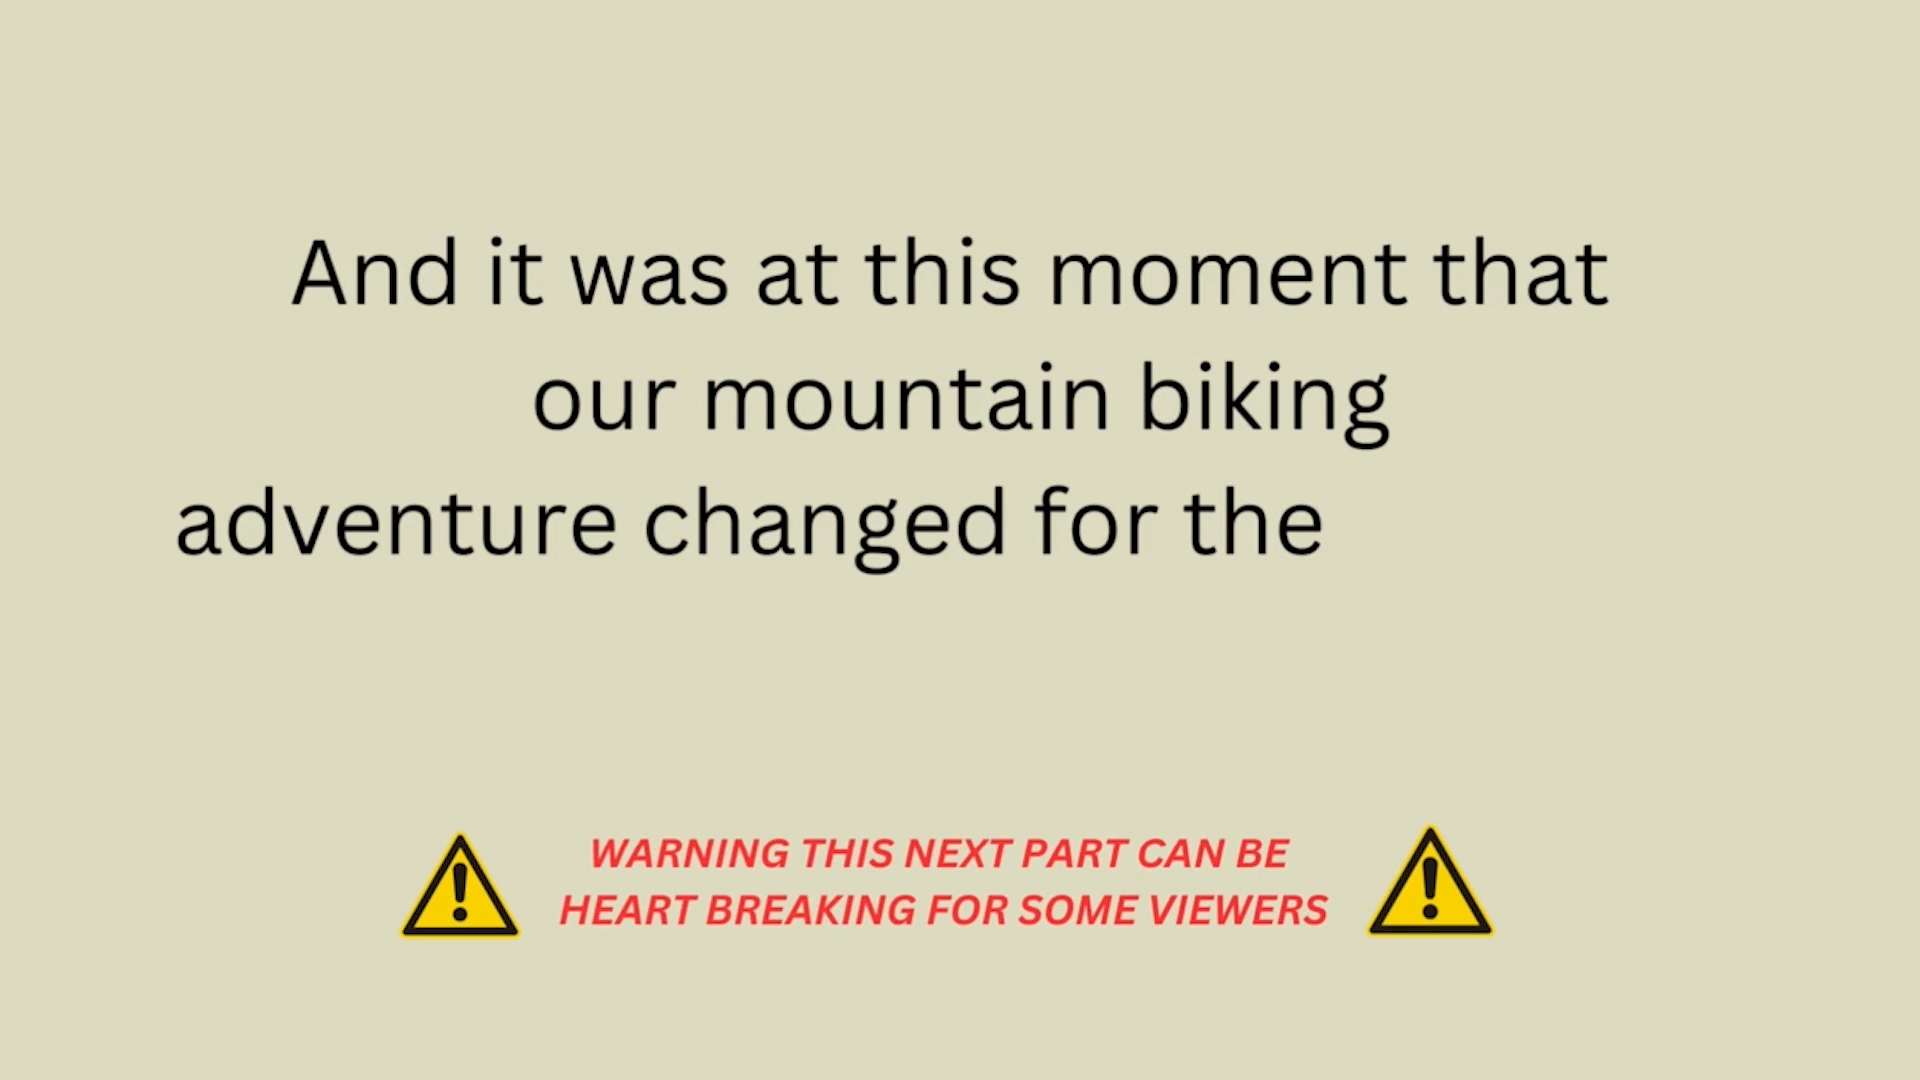 And it was at this moment that
our mountain biking
adventure changed for the
WARNING THIS NEXT PART CAN BE
HEART BREAKING FOR SOME VIEWERS